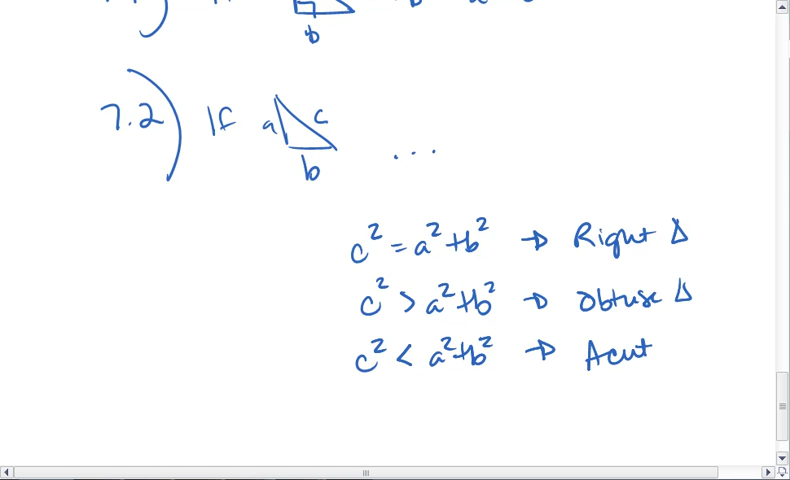 b
7.2) If a c
b ...
c² = a² + b² → Right Δ
c² > a² + b² → Obtuse Δ
c² < a² + b² → Acut